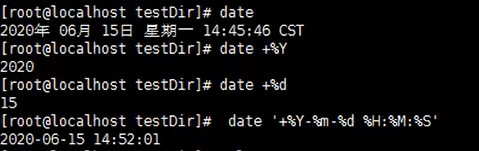 [root@localhost testDir]# date
2020年 06月 15日 星期一 14:45:46 CST
[root@localhost testDir]# date +%Y
2020
[root@localhost testDir]# date +%d
15
[root@localhost testDir]#  date '+%Y-%m-%d %H:%M:%S'
2020-06-15 14:52:01